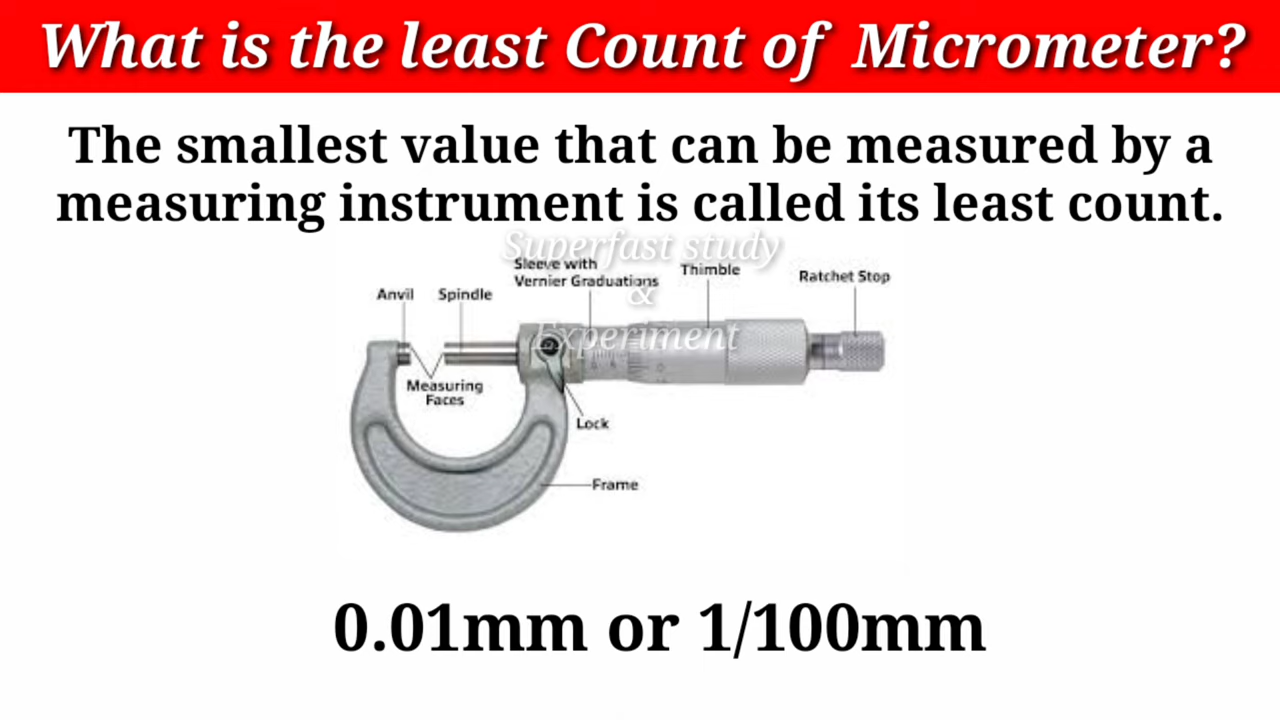 What is the least Count of Micrometer?
The smallest value that can be measured by a
measuring instrument is called its least count.
Superfast study
&
Experiment
Sleeve with
Vernier Graduations
Thimble
Ratchet Stop
Anvil
Spindle
Measuring
Faces
Lock
Frame
0.01mm or 1/100mm